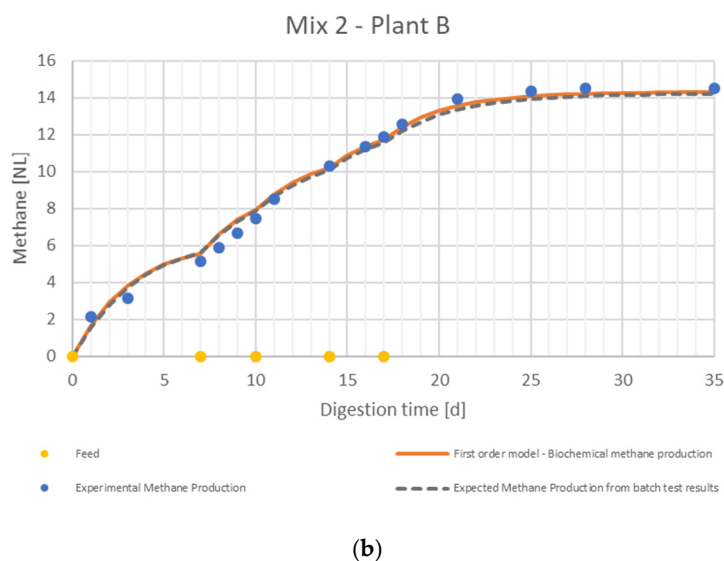 Mix 2 - Plant B
16
14
12
10
8
6
4
2
0
Methane [NL]
0 5 10 15 20 25 30 35
Digestion time [d]
Feed
First order model - Biochemical methane production
Experimental Methane Production
Expected Methane Production from batch test results
(b)